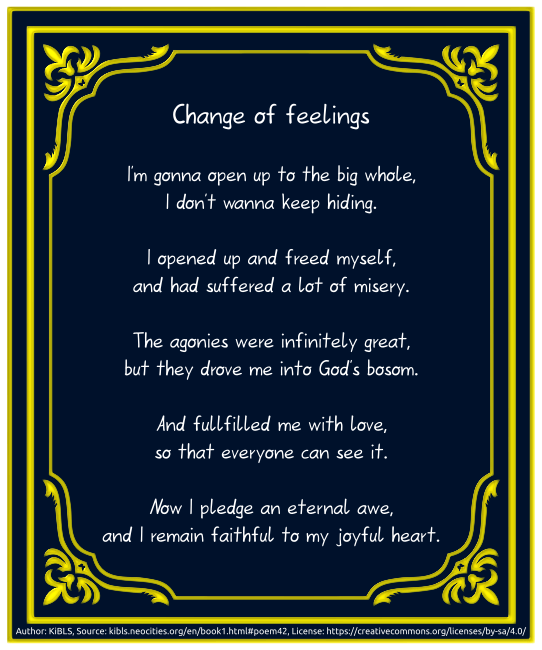 Change of feelings
I'm gonna open up to the big whole,
I don't wanna keep hiding.
I opened up and freed myself,
and had suffered a lot of misery.
The agonies were infinitely great,
but they drove me into God's bosom.
And fullfilled me with love,
so that everyone can see it.
Now I pledge an eternal awe,
and I remain faithful to my joyful heart.
Author: KiBLS, Source: kibls.neocities.org/en/book1.html#poem42, License: https://creativecommons.org/licenses/by-sa/4.0/